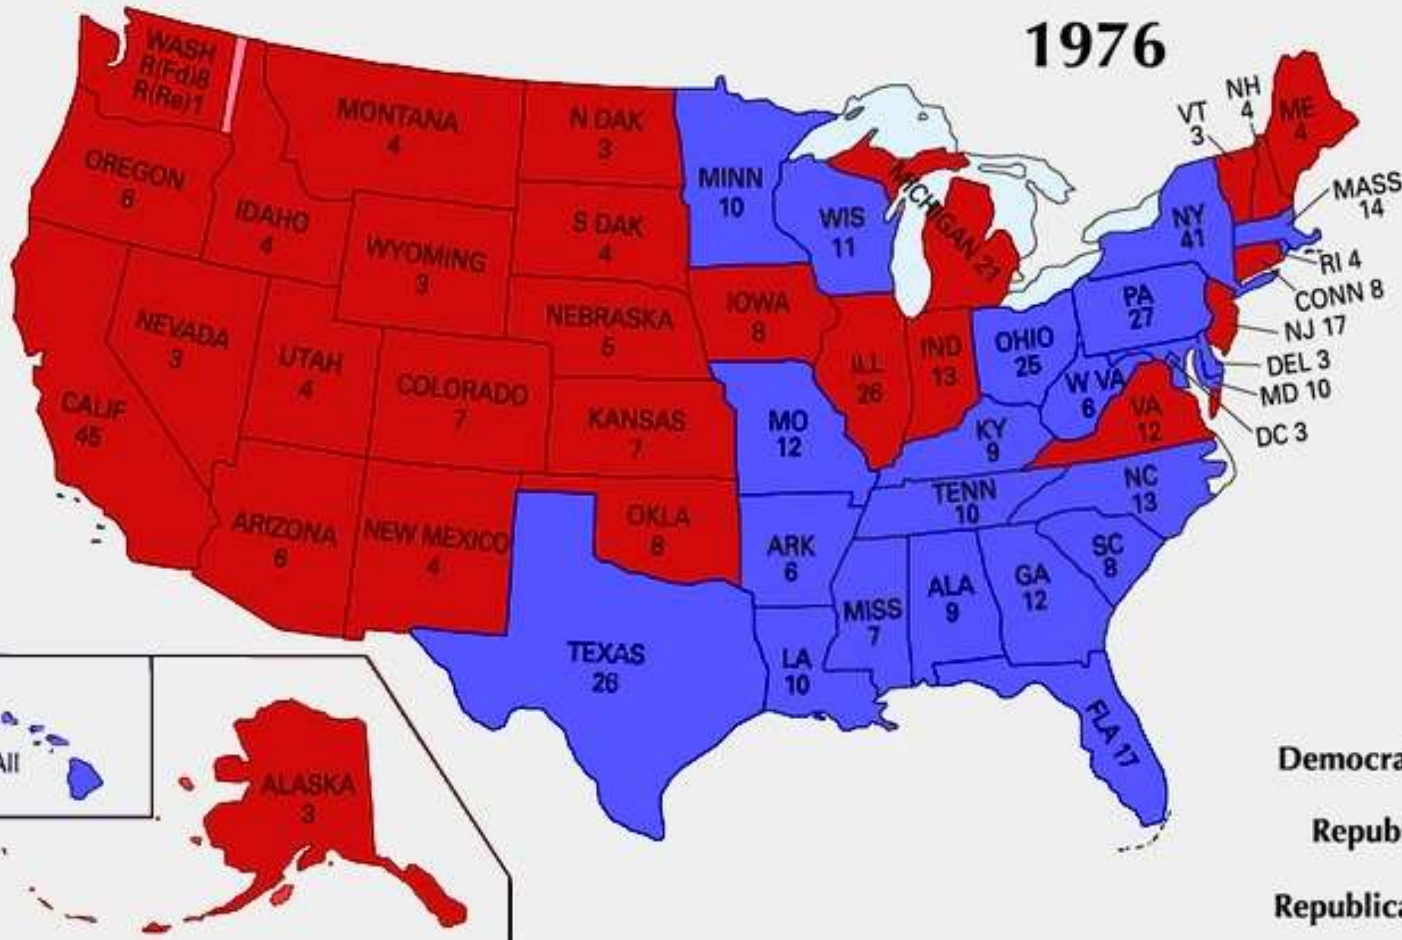 1976
WASH
R(Fd)8
R(Re)1
MONTANA
4
N DAK
3
MINN
10
VT
3
NH
4
ME
4
OREGON
6
IDAHO
4
WYOMING
3
S DAK
4
WIS
11
MICHIGAN 21
NY
41
MASS
14
RI 4
CONN 8
NJ 17
DEL 3
MD 10
DC 3
NEVADA
3
UTAH
4
COLORADO
7
NEBRASKA
5
IOWA
8
ILL
26
IND
13
OHIO
25
PA
27
W VA
6
VA
12
CALIF
45
KANSAS
7
MO
12
KY
9
NC
13
TENN
10
ARIZONA
6
NEW MEXICO
4
OKLA
8
ARK
6
SC
8
MISS
7
ALA
9
GA
12
TEXAS
26
LA
10
FLA 17
AII
ALASKA
3
Democra
Repub
Republica